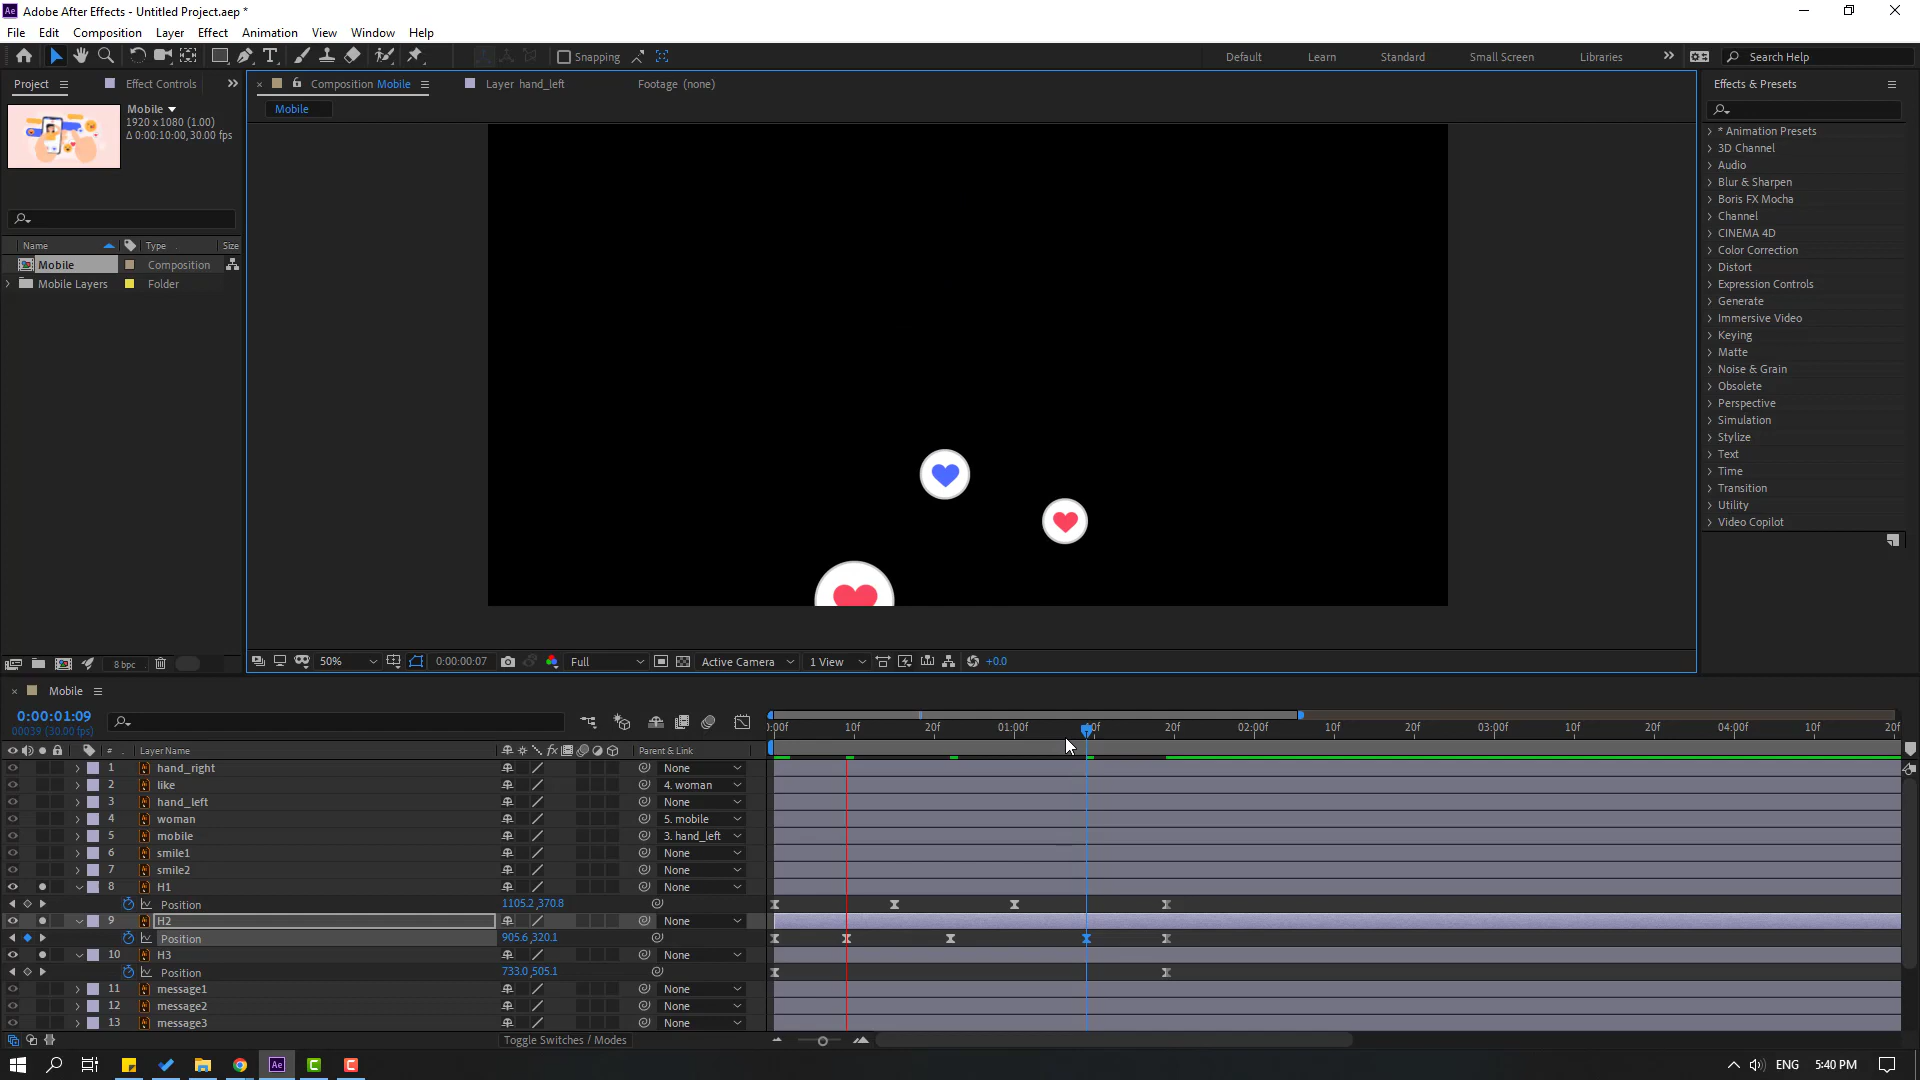 Adobe After Effects - Untitled Project.aep *
File Edit Composition Layer Effect Animation View Window Help
Snapping
Default Learn Standard Small Screen Libraries
Search Help
Project Effect Controls
Composition Mobile Layer hand_left Footage (none)
Effects & Presets
Mobile
1920 x 1080 (1.00)
Δ 0:00:10:00, 30.00 fps
Mobile
Name Type Size
Mobile Composition
Mobile Layers Folder
* Animation Presets
3D Channel
Audio
Blur & Sharpen
Boris FX Mocha
Channel
CINEMA 4D
Color Correction
Distort
Expression Controls
Generate
Immersive Video
Keying
Matte
Noise & Grain
Obsolete
Perspective
Simulation
Stylize
Text
Time
Transition
Utility
Video Copilot
8 bpc
50% 0:00:00:07 Full Active Camera 1 View +0.0
Mobile
0:00:01:09
00039 (30.00 fps)
:00f 10f 20f 01:00f 20f 02:00f 10f 20f 03:00f 10f 20f 04:00f 10f 20f
# Layer Name fx Parent & Link
1 hand_right None
2 like 4. woman
3 hand_left None
4 woman 5. mobile
5 mobile 3. hand_left
6 smile1 None
7 smile2 None
8 H1 None
Position 1105.2,370.8
9 H2 None
Position 905.6,320.1
10 H3 None
Position 733.0,505.1
11 message1 None
12 message2 None
13 message3 None
Toggle Switches / Modes
ENG 5:40 PM